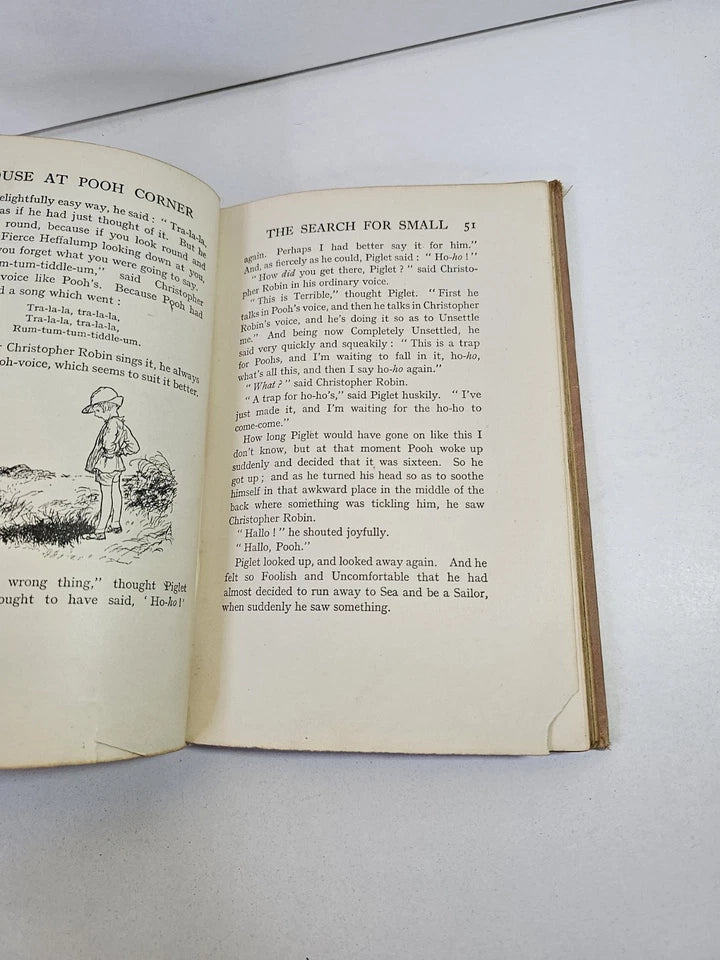 OUSE AT POOH CORNER
elightfully easy way, he said : " Tra-la-la,
as if he had just thought of it. But he
round, because if you look round and
Fierce Heffalump looking down at you,
you forget what you were going to say.
m-tum-tiddle-um," said Christopher
voice like Pooh's. Because Pooh had
d a song which went :
Tra-la-la, tra-la-la,
Tra-la-la, tra-la-la,
Rum-tum-tum-tiddle-um.
r Christopher Robin sings it, he always
oh-voice, which seems to suit it better.
wrong thing," thought Piglet
ought to have said, ' Ho-ho!'
THE SEARCH FOR SMALL 51
again. Perhaps I had better say it for him."
And, as fiercely as he could, Piglet said : " Ho-ho ! "
" How did you get there, Piglet ? " said Christo-
pher Robin in his ordinary voice.
" This is Terrible," thought Piglet. " First he
talks in Pooh's voice, and then he talks in Christopher
Robin's voice, and he's doing it so as to Unsettle
me." And being now Completely Unsettled, he
said very quickly and squeakily : " This is a trap
for Poohs, and I'm waiting to fall in it, ho-ho,
what's all this, and then I say ho-ho again."
" What ? " said Christopher Robin.
" A trap for ho-ho's," said Piglet huskily. " I've
just made it, and I'm waiting for the ho-ho to
come-come."
How long Piglet would have gone on like this I
don't know, but at that moment Pooh woke up
suddenly and decided that it was sixteen. So he
got up ; and as he turned his head so as to soothe
himself in that awkward place in the middle of the
back where something was tickling him, he saw
Christopher Robin.
" Hallo ! " he shouted joyfully.
" Hallo, Pooh."
Piglet looked up, and looked away again. And he
felt so Foolish and Uncomfortable that he had
almost decided to run away to Sea and be a Sailor,
when suddenly he saw something.